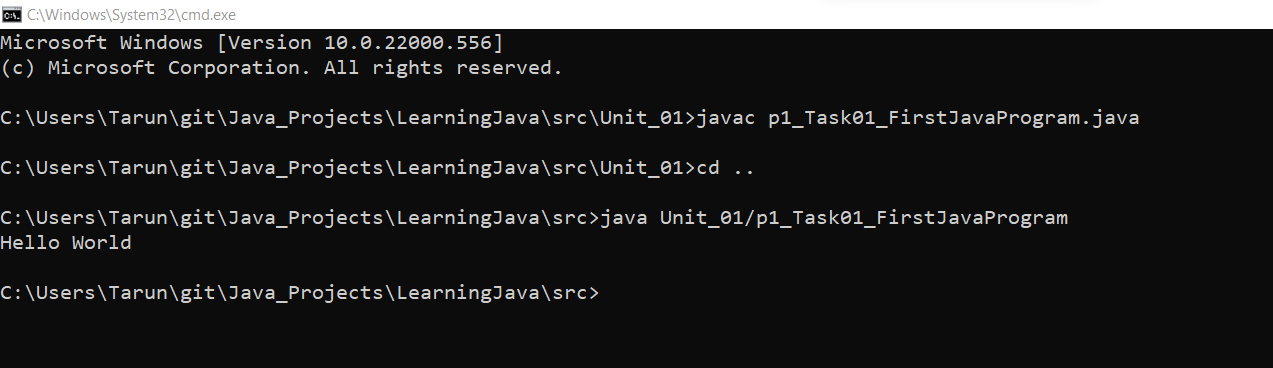 C:\Windows\System32\cmd.exe
Microsoft Windows [Version 10.0.22000.556]
(c) Microsoft Corporation. All rights reserved.
C:\Users\Tarun\git\Java_Projects\LearningJava\src\Unit_01>javac p1_Task01_FirstJavaProgram.java
C:\Users\Tarun\git\Java_Projects\LearningJava\src\Unit_01>cd ..
C:\Users\Tarun\git\Java_Projects\LearningJava\src>java Unit_01/p1_Task01_FirstJavaProgram
Hello World
C:\Users\Tarun\git\Java_Projects\LearningJava\src>